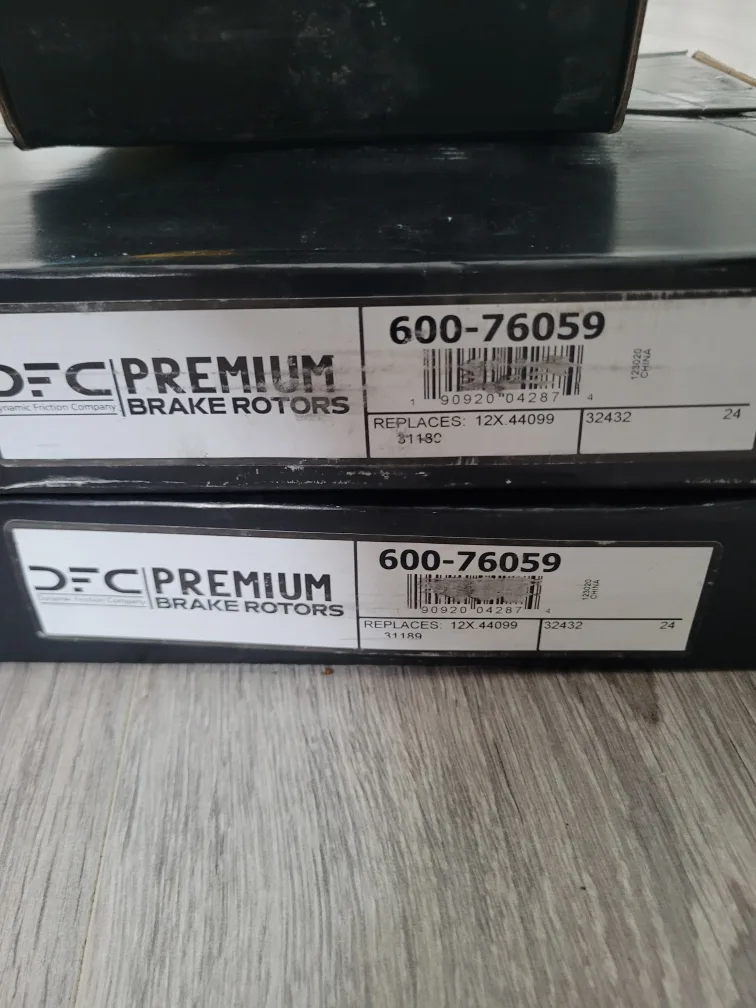 DFC PREMIUM
BRAKE ROTORS
Dynamic Friction Company
600-76059
1 90920 04287 4
123020
CHINA
REPLACES: 12X.44099
32432 24
DFC PREMIUM
BRAKE ROTORS
Dynamic Friction Company
600-76059
1 90920 04287 4
123020
CHINA
REPLACES: 12X.44099
31189
32432 24